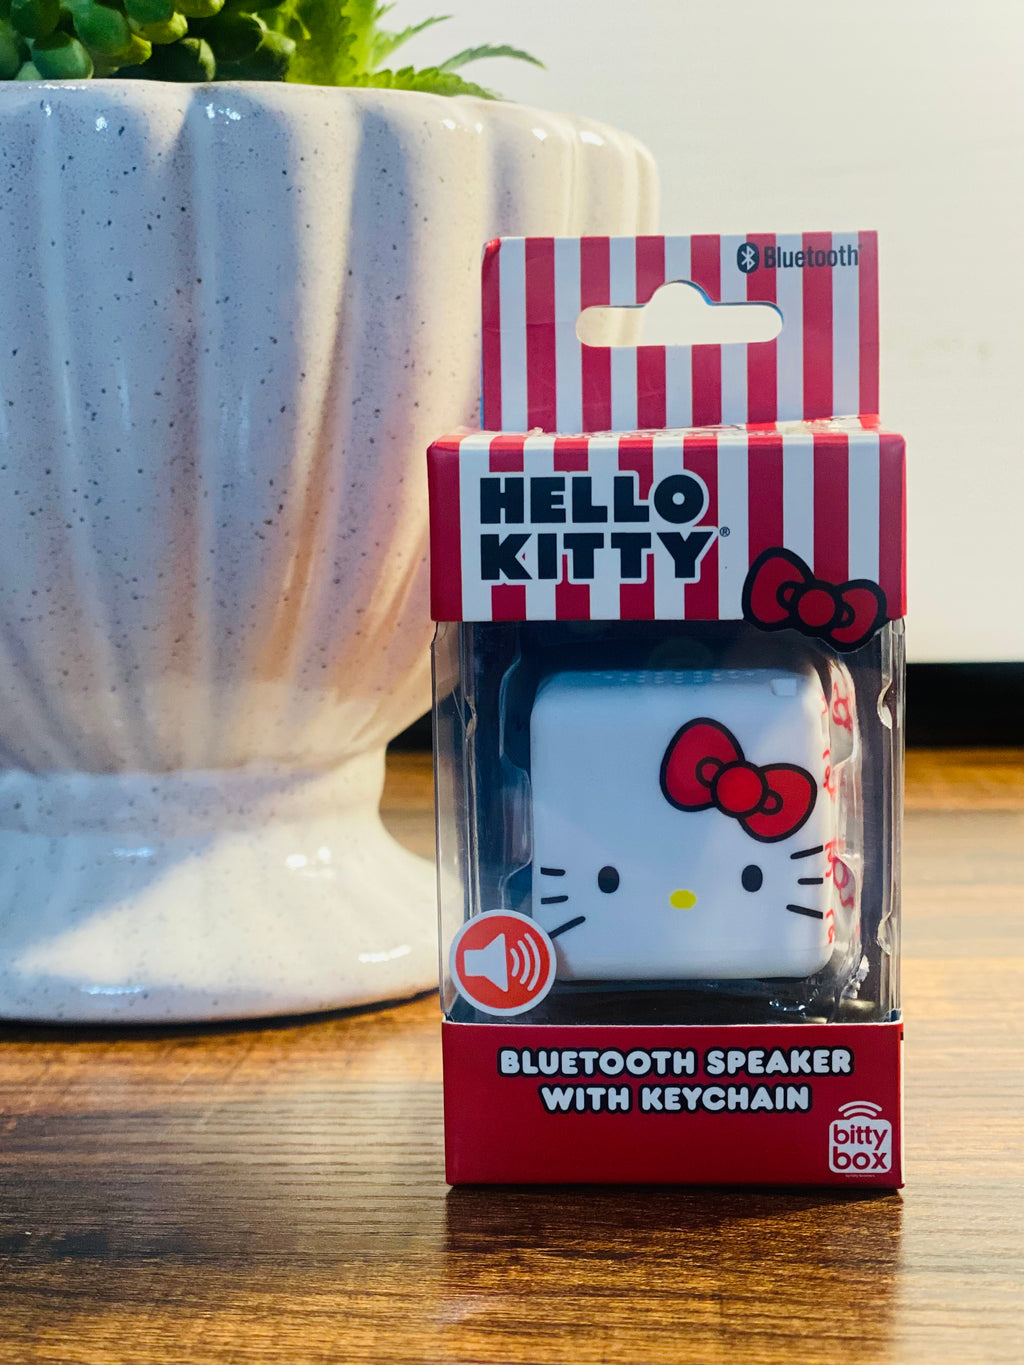 Bluetooth®
HELLO
KITTY®
BLUETOOTH SPEAKER
WITH KEYCHAIN
bitty
box